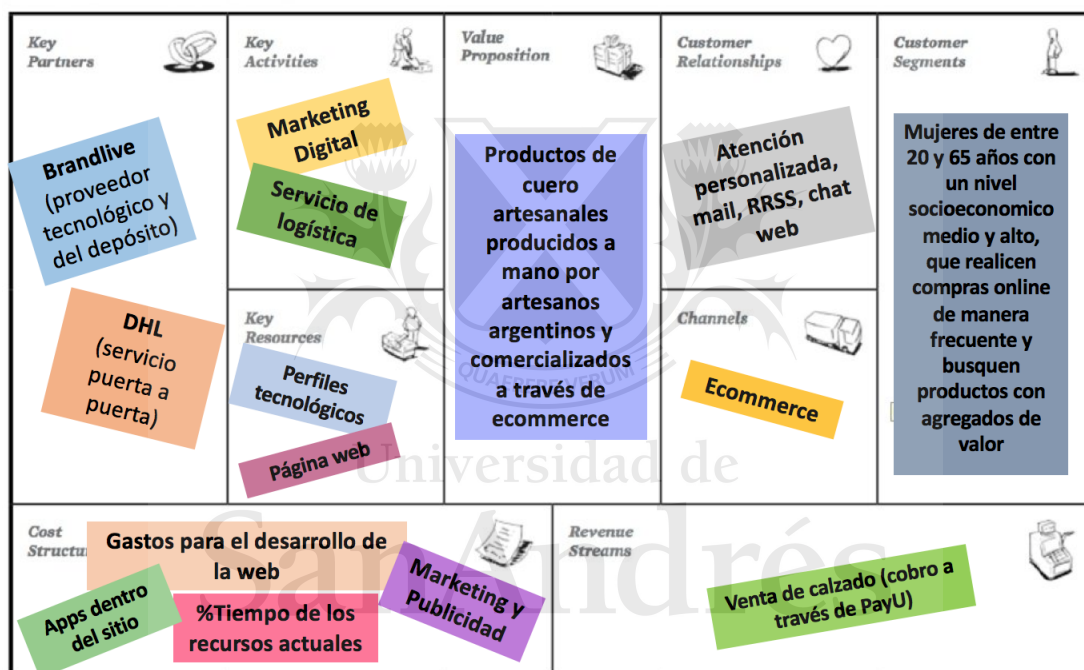 Key
Partners
Brandlive
(proveedor
tecnológico y
del depósito)
DHL
(servicio
puerta a
puerta)
Key
Activities
Marketing
Digital
Servicio de
logística
Key
Resources
Perfiles
tecnológicos
Página web
Value
Proposition
Productos de
cuero
artesanales
producidos a
mano por
artesanos
argentinos y
comercializados
a través de
ecommerce
Customer
Relationships
Atención
personalizada,
mail, RRSS, chat
web
Channels
Ecommerce
Customer
Segments
Mujeres de entre
20 y 65 años con
un nivel
socioeconomico
medio y alto,
que realicen
compras online
de manera
frecuente y
busquen
productos con
agregados de
valor
Cost
Structu
Gastos para el desarrollo de
la web
Apps dentro
del sitio
%Tiempo de los
recursos actuales
Marketing y
Publicidad
Revenue
Streams
Venta de calzado (cobro a
través de PayU)
QUAERERE VERUM
Universidad de
SanAndrés